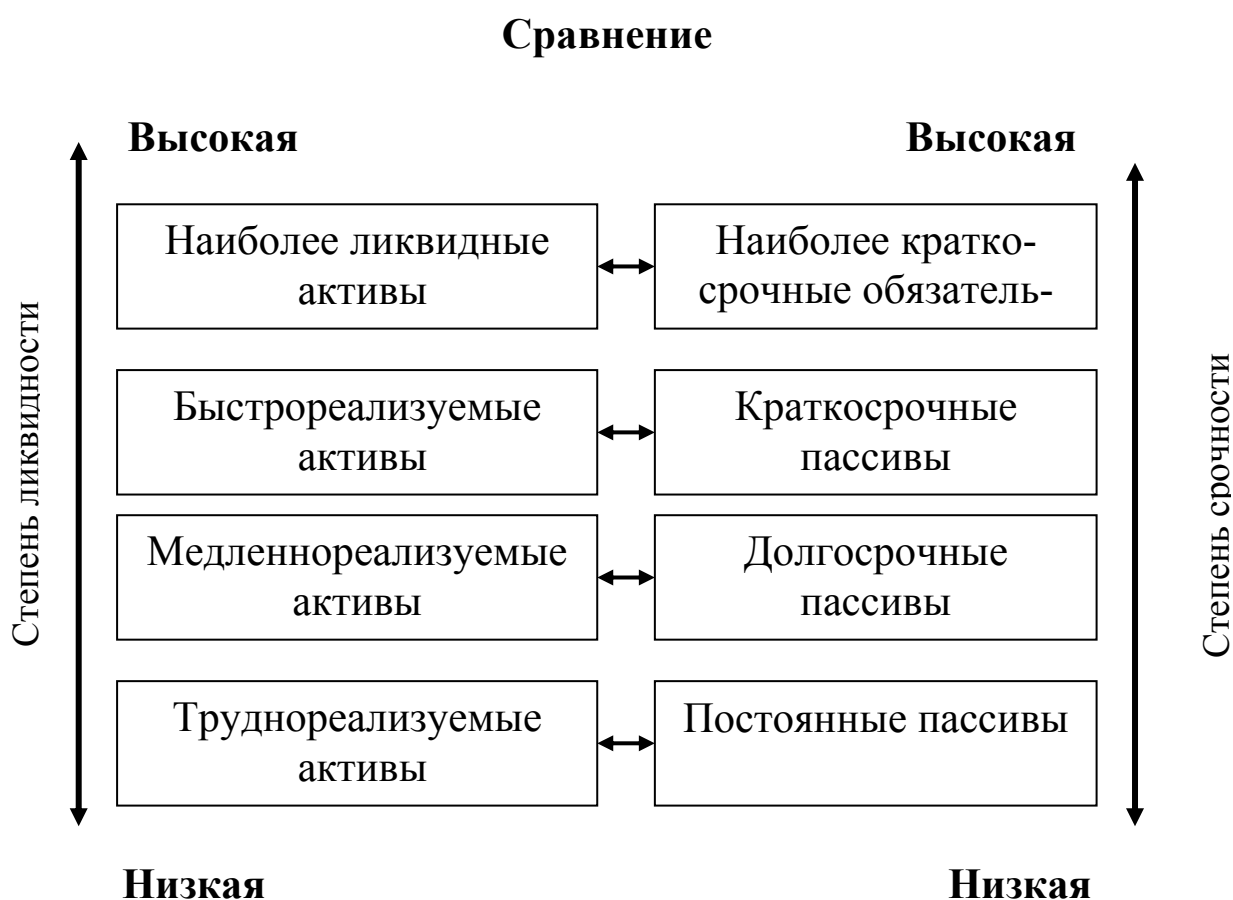 Сравнение
Высокая
Высокая
Степень ликвидности
Наиболее ликвидные
активы
Наиболее кратко-
срочные обязатель-
Быстрореализуемые
активы
Краткосрочные
пассивы
Медленнореализуемые
активы
Долгосрочные
пассивы
Труднореализуемые
активы
Постоянные пассивы
Степень срочности
Низкая
Низкая